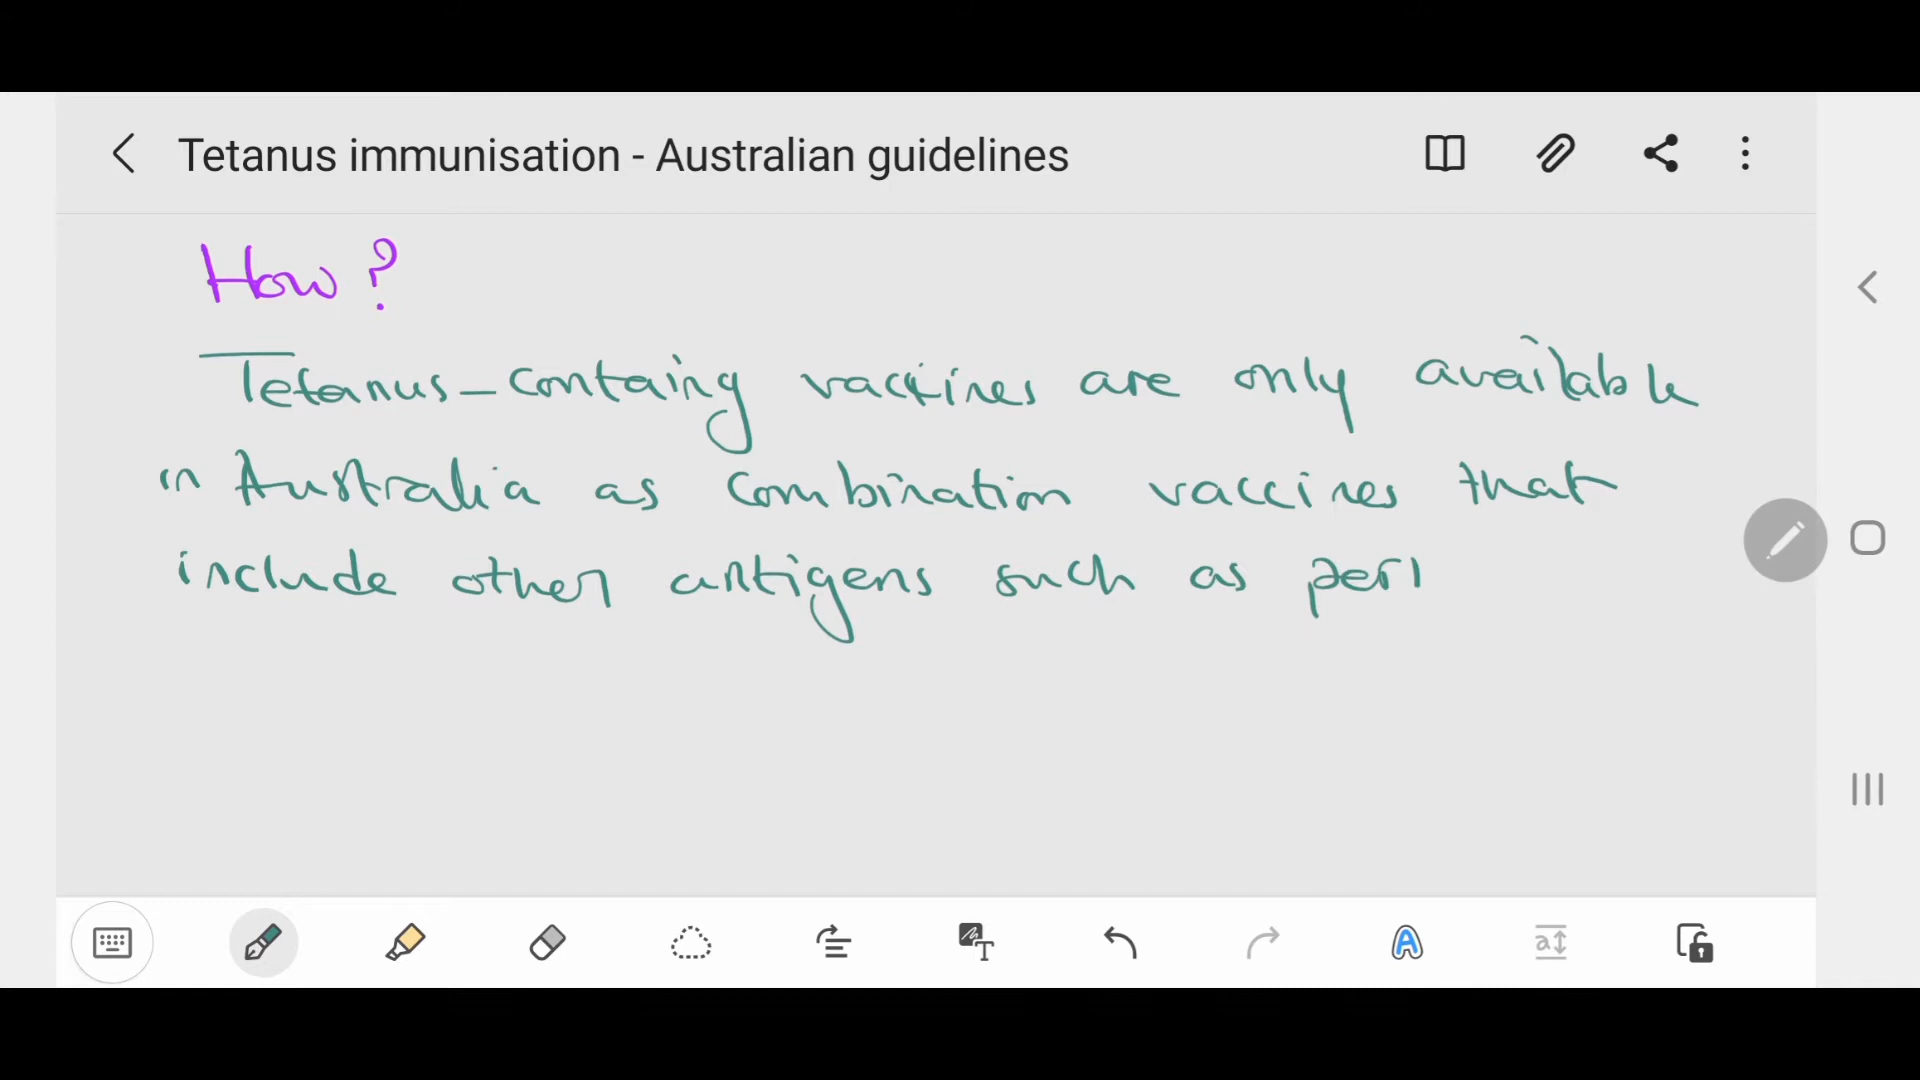 Tetanus immunisation - Australian guidelines
How?
Tetanus-containg vaccines are only available
in Australia as combination vaccines that
include other antigens such as per